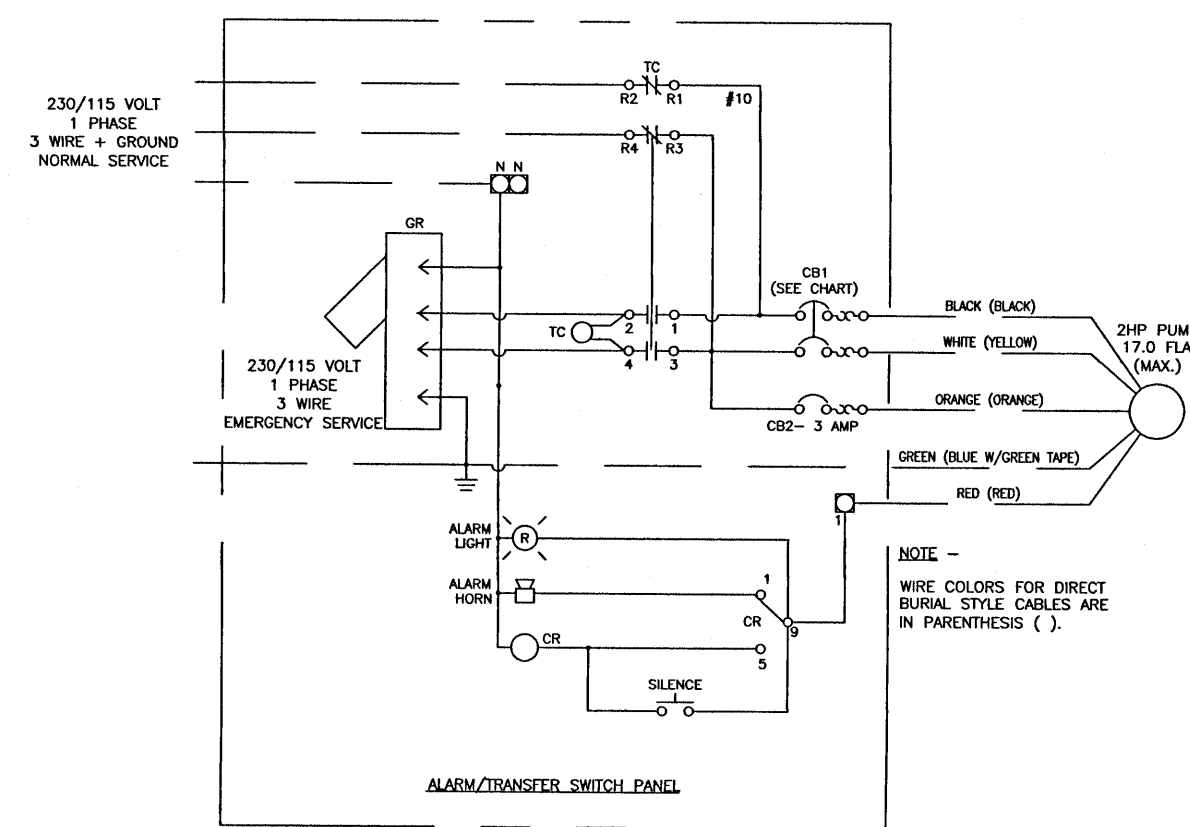 TC
R2
R1
#10
230/115 VOLT
1 PHASE
3 WIRE + GROUND
NORMAL SERVICE
R4
R3
N N
GR
CB1
(SEE CHART)
BLACK (BLACK)
2HP PUM
17.0 FLA
(MAX.)
TC
2
1
WHITE (YELLOW)
4
3
230/115 VOLT
1 PHASE
3 WIRE
EMERGENCY SERVICE
ORANGE (ORANGE)
CB2- 3 AMP
GREEN (BLUE W/GREEN TAPE)
RED (RED)
1
ALARM
LIGHT
R
NOTE -
WIRE COLORS FOR DIRECT
BURIAL STYLE CABLES ARE
IN PARENTHESIS ( ).
ALARM
HORN
1
CR
9
CR
5
SILENCE
ALARM/TRANSFER SWITCH PANEL